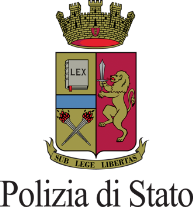 LEX
SUB LEGE LIBERTAS
Polizia di Stato